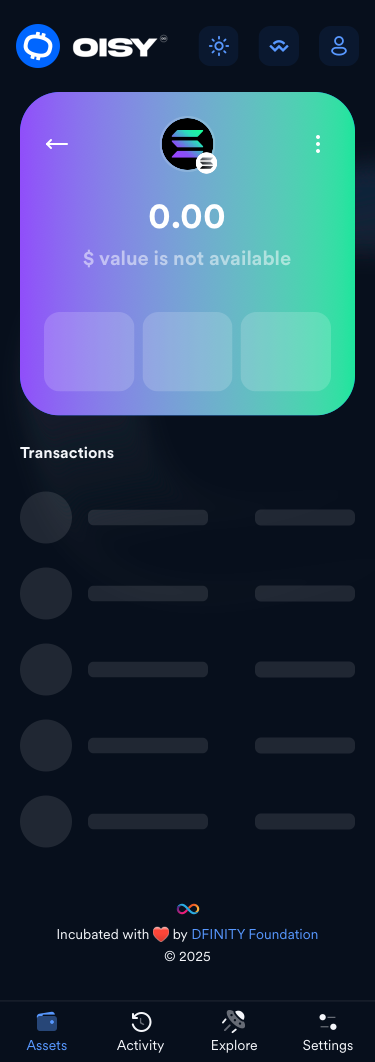 OISY
0.00
$ value is not available
Transactions
Incubated with ❤️ by DFINITY Foundation
© 2025
Assets
Activity
Explore
Settings